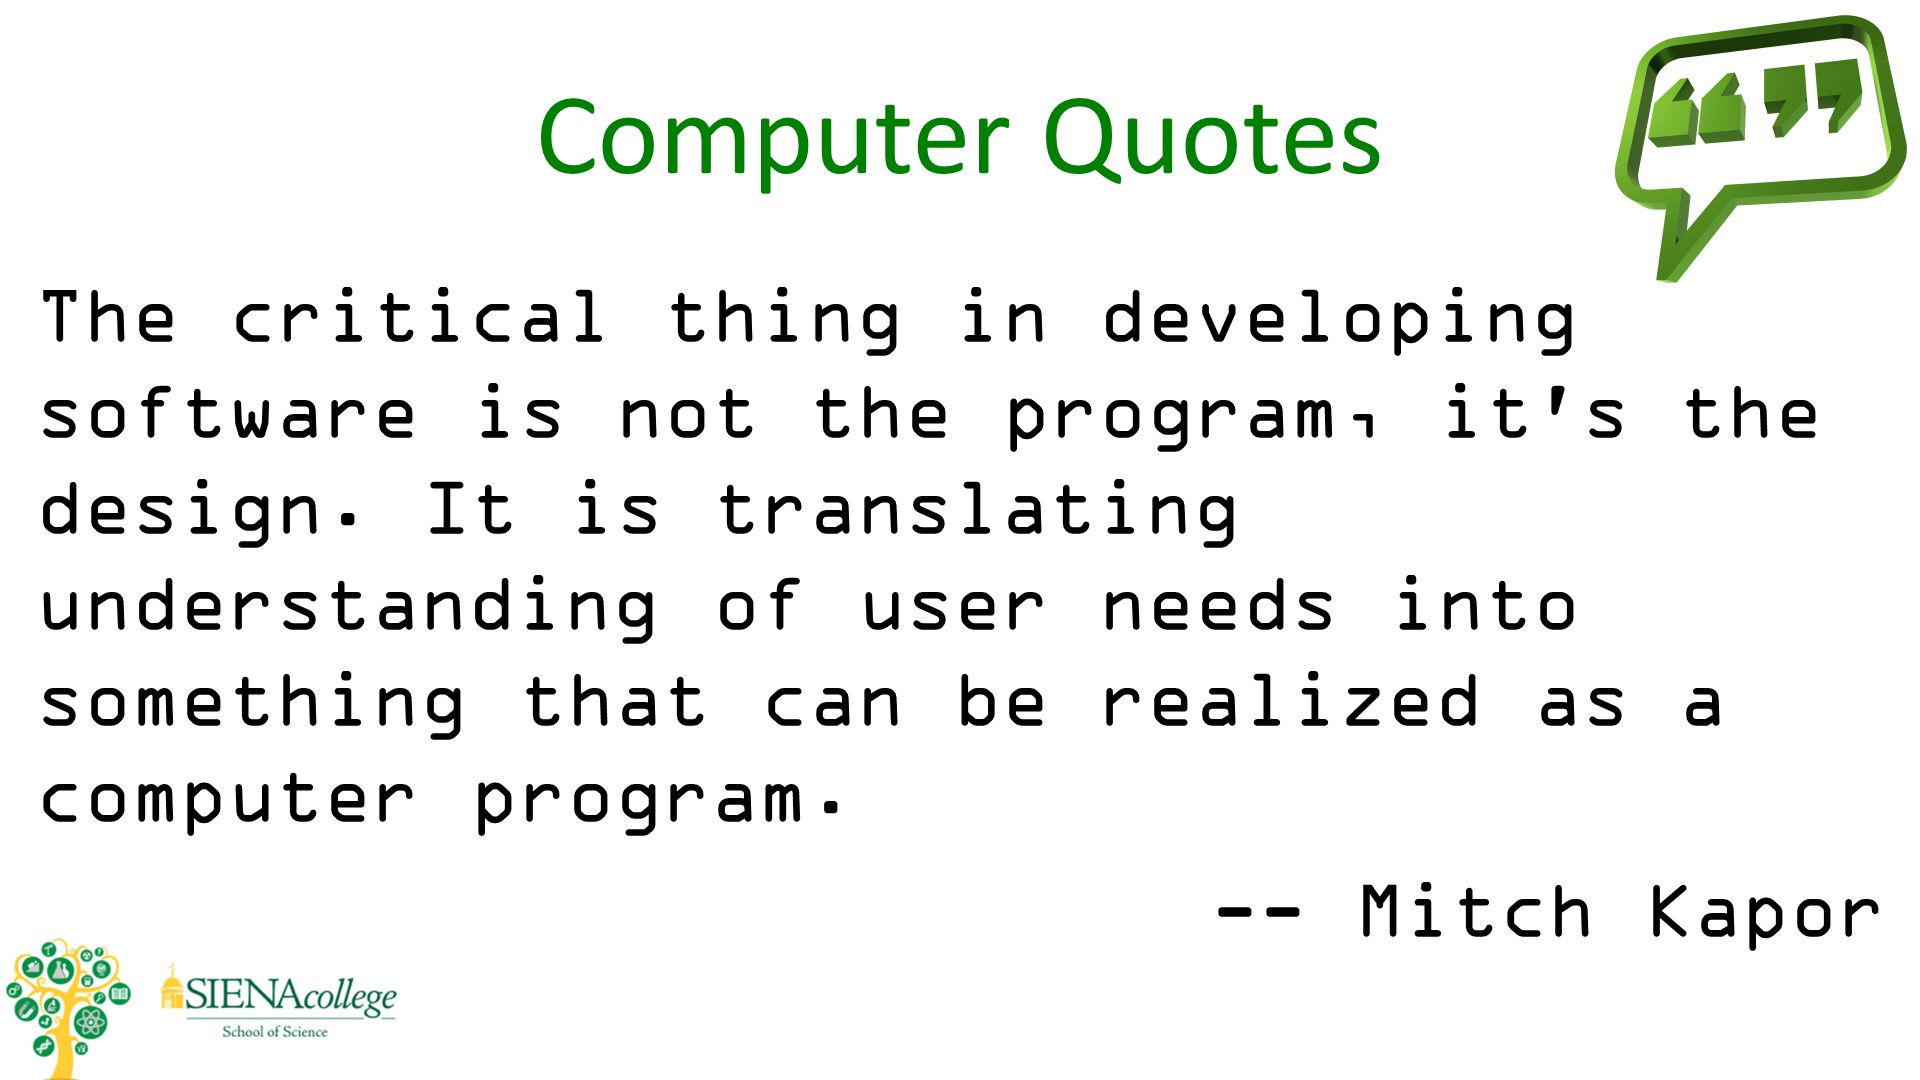 Computer Quotes
The critical thing in developing
software is not the program, it's the
design. It is translating
understanding of user needs into
something that can be realized as a
computer program.
-- Mitch Kapor
SIENAcollege
School of Science